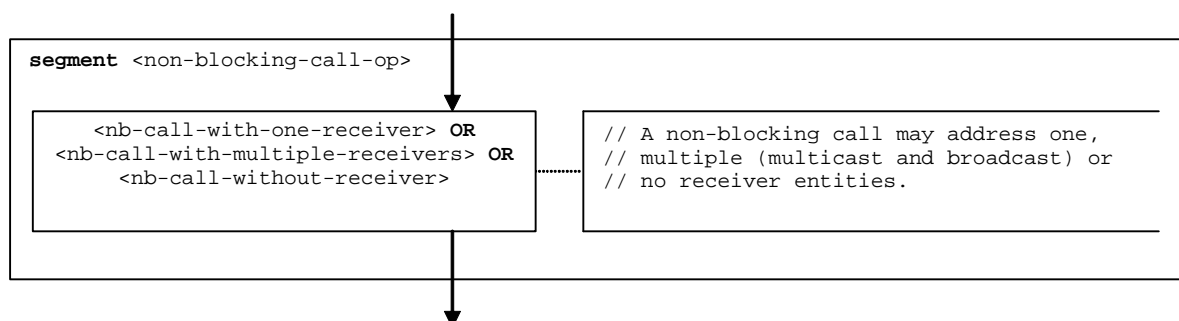 segment <non-blocking-call-op>
<nb-call-with-one-receiver> OR
<nb-call-with-multiple-receivers> OR
<nb-call-without-receiver>
// A non-blocking call may address one,
// multiple (multicast and broadcast) or
// no receiver entities.